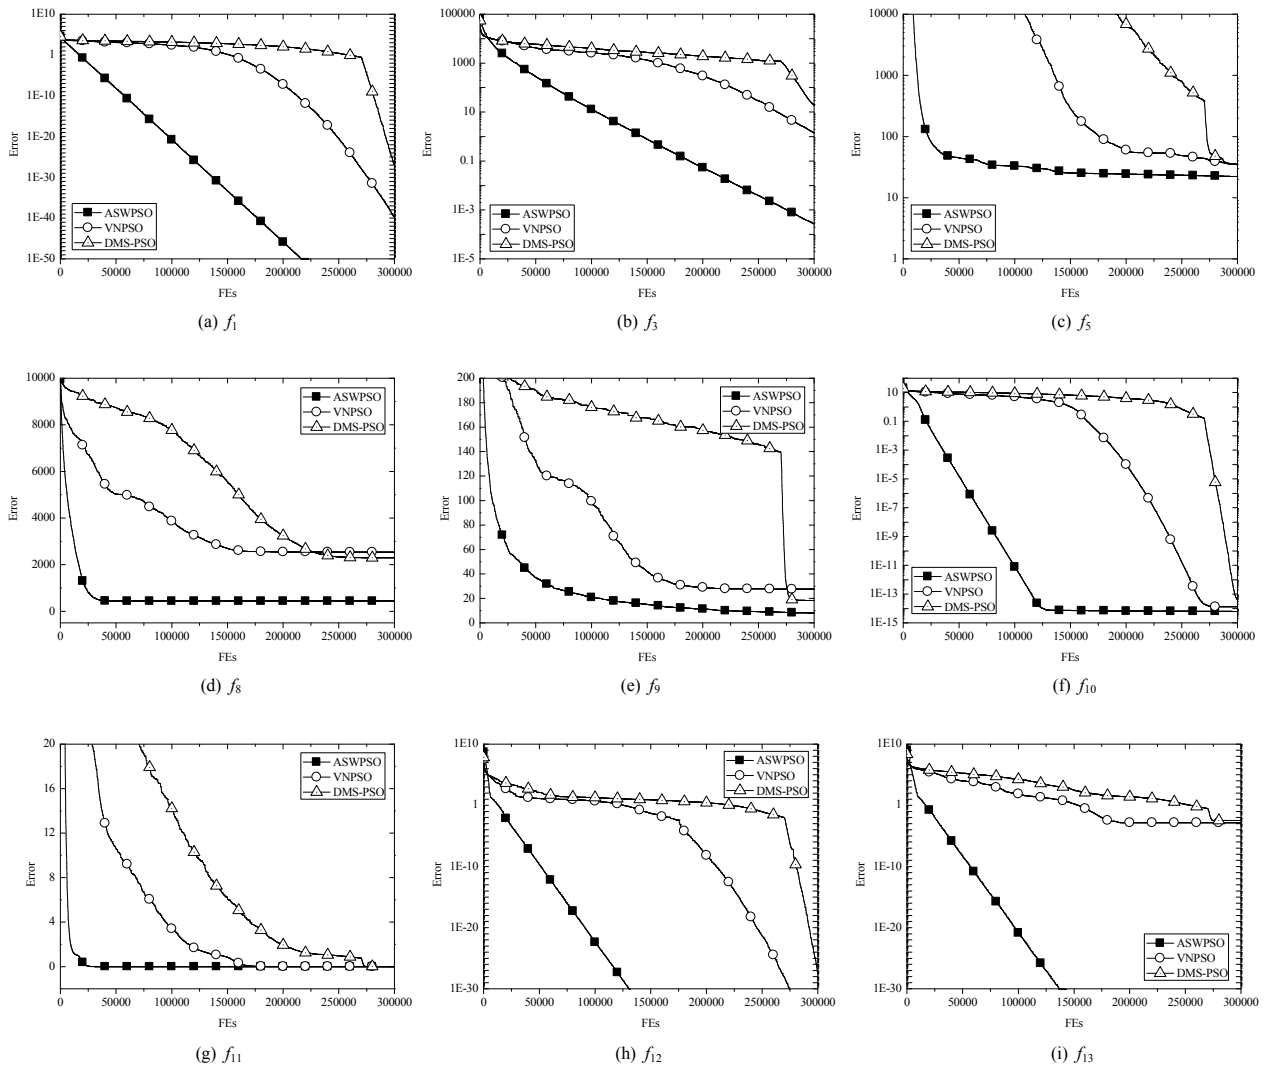 1E10
1
1E-10
1E-20
1E-30
1E-40
1E-50
Error
0 50000 100000 150000 200000 250000 300000
FEs
ASWPSO
VNPSO
DMS-PSO
(a) f1
100000
1000
10
0.1
1E-3
1E-5
Error
0 50000 100000 150000 200000 250000 300000
FEs
ASWPSO
VNPSO
DMS-PSO
(b) f3
10000
1000
100
10
1
Error
0 50000 100000 150000 200000 250000 300000
FEs
ASWPSO
VNPSO
DMS-PSO
(c) f5
10000
8000
6000
4000
2000
0
Error
0 50000 100000 150000 200000 250000 300000
FEs
ASWPSO
VNPSO
DMS-PSO
(d) f8
200
180
160
140
120
100
80
60
40
20
0
Error
0 50000 100000 150000 200000 250000 300000
FEs
ASWPSO
VNPSO
DMS-PSO
(e) f9
10
0.1
1E-3
1E-5
1E-7
1E-9
1E-11
1E-13
1E-15
Error
0 50000 100000 150000 200000 250000 300000
FEs
ASWPSO
VNPSO
DMS-PSO
(f) f10
20
16
12
8
4
0
Error
0 50000 100000 150000 200000 250000 300000
FEs
ASWPSO
VNPSO
DMS-PSO
(g) f11
1E10
1
1E-10
1E-20
1E-30
Error
0 50000 100000 150000 200000 250000 300000
FEs
ASWPSO
VNPSO
DMS-PSO
(h) f12
1E10
1
1E-10
1E-20
1E-30
Error
0 50000 100000 150000 200000 250000 300000
FEs
ASWPSO
VNPSO
DMS-PSO
(i) f13